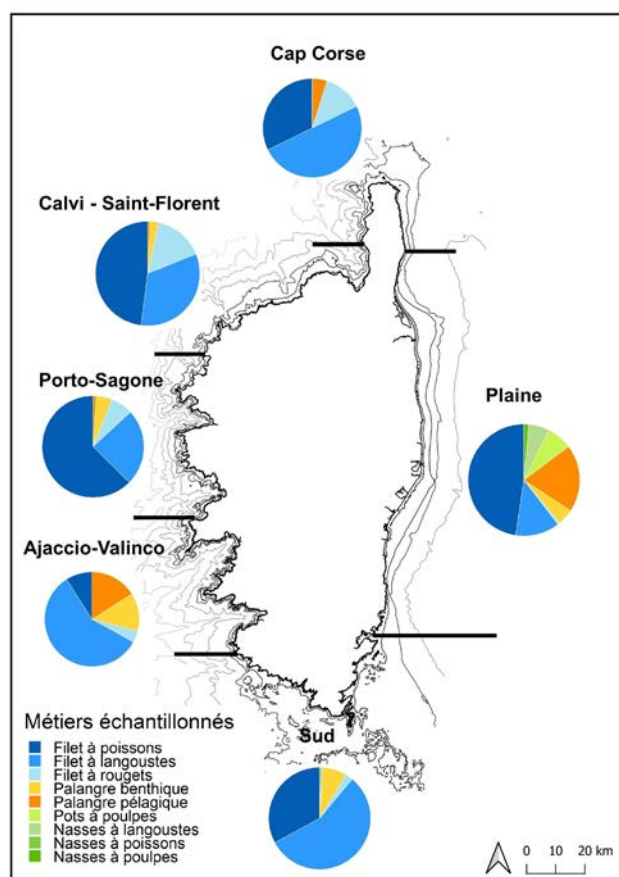 Cap Corse
Calvi - Saint-Florent
Porto-Sagone
Plaine
Ajaccio-Valinco
Sud
Métiers échantillonnés
Filet à poissons
Filet à langoustes
Filet à rougets
Palangre benthique
Palangre pélagique
Pots à poulpes
Nasses à langoustes
Nasses à poissons
Nasses à poulpes
0 10 20 km